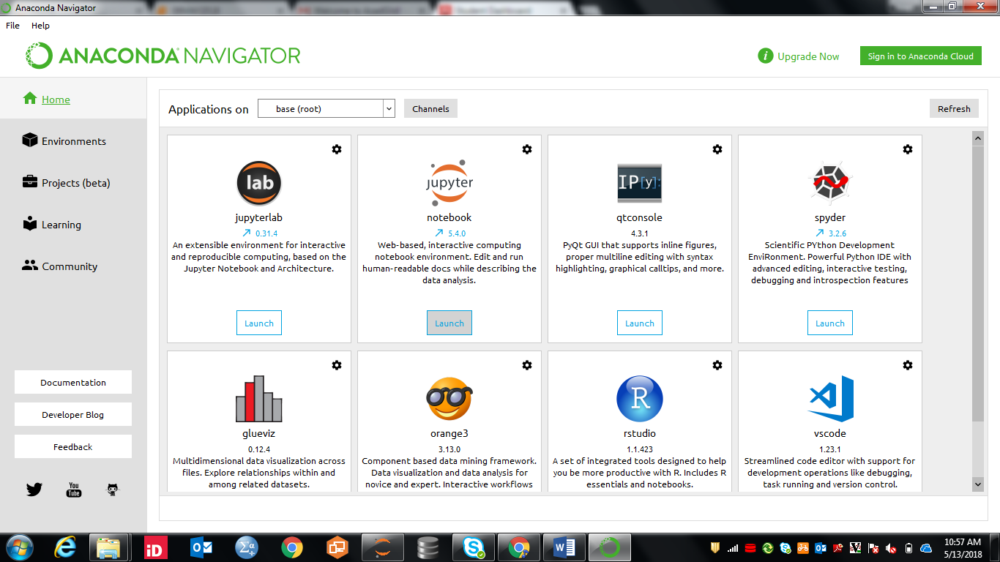 Anaconda Navigator
File Help
ANACONDA NAVIGATOR
i Upgrade Now
Sign in to Anaconda Cloud
Home
Environments
Projects (beta)
Learning
Community
Documentation
Developer Blog
Feedback
You Tube
Applications on base (root) Channels Refresh
lab
jupyterlab
0.31.4
An extensible environment for interactive
and reproducible computing, based on the
Jupyter Notebook and Architecture.
Launch
jupyter
notebook
5.4.0
Web-based, interactive computing
notebook environment. Edit and run
human-readable docs while describing the
data analysis.
Launch
IP[y]:
qtconsole
4.3.1
PyQt GUI that supports inline figures,
proper multiline editing with syntax
highlighting, graphical calltips, and more.
Launch
spyder
3.2.6
Scientific PYthon Development
EnviRonment. Powerful Python IDE with
advanced editing, interactive testing,
debugging and introspection features
Launch
glueviz
0.12.4
Multidimensional data visualization across
files. Explore relationships within and
among related datasets.
orange3
3.13.0
Component based data mining framework.
Data visualization and data analysis for
novice and expert. Interactive workflows
R
rstudio
1.1.423
A set of integrated tools designed to help
you be more productive with R. Includes R
essentials and notebooks.
vscode
1.23.1
Streamlined code editor with support for
development operations like debugging,
task running and version control.
iD
10:57 AM
5/13/2018